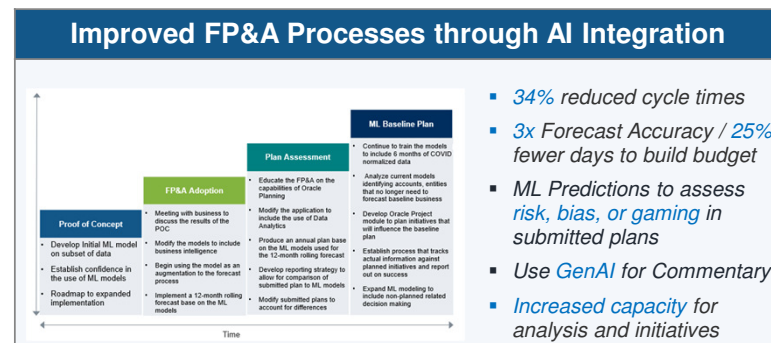 Improved FP&A Processes through AI Integration
Proof of Concept
• Develop Initial ML model
on subset of data
• Establish confidence in
the use of ML models
• Roadmap to expanded
implementation
FP&A Adoption
• Meeting with business to
discuss the results of the
POC
• Modify the models to include
business intelligence
• Begin using the model as an
augmentation to the forecast
process
• Implement a 12-month rolling
forecast base on the ML
models
Plan Assessment
• Educate the FP&A on the
capabilities of Oracle
Planning
• Modify the application to
include the use of Data
Analytics
• Produce an annual plan base
on the ML models used for
the 12-month rolling forecast
• Develop reporting strategy to
allow for comparison of
submitted plan to ML models
• Modify submitted plans to
account for differences
ML Baseline Plan
• Continue to train the models
to include 6 months of COVID
normalized data
• Analyze current models
identifying accounts, entities
that no longer need to
forecast baseline business
• Develop Oracle Project
module to plan initiatives that
will influence the baseline
plan
• Establish process that tracks
actual information against
planned initiatives and report
out on success
• Expand ML modeling to
include non-planned related
decision making
Time
▪ 34% reduced cycle times
▪ 3x Forecast Accuracy / 25%
fewer days to build budget
▪ ML Predictions to assess
risk, bias, or gaming in
submitted plans
▪ Use GenAI for Commentary
▪ Increased capacity for
analysis and initiatives